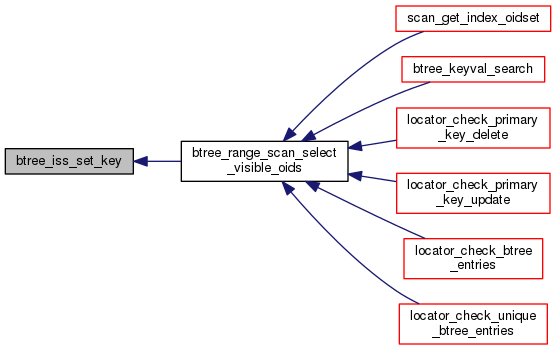 btree_iss_set_key
btree_range_scan_select
_visible_oids
scan_get_index_oidset
btree_keyval_search
locator_check_primary
_key_delete
locator_check_primary
_key_update
locator_check_btree
_entries
locator_check_unique
_btree_entries